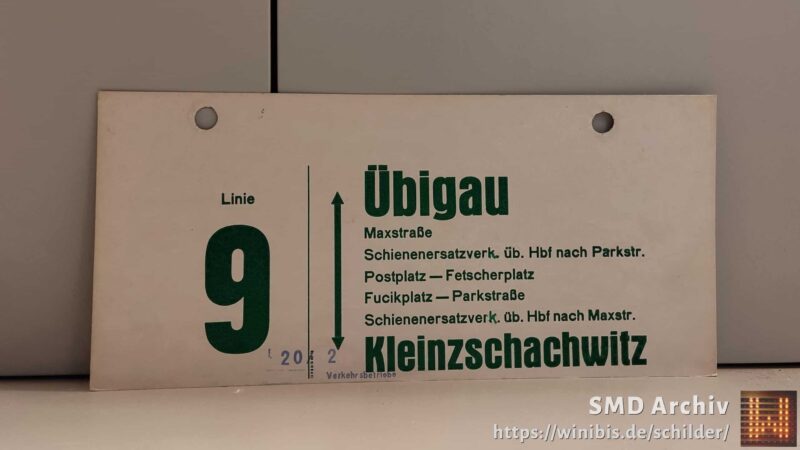 Linie
9
Übigau
Maxstraße
Schienenersatzverk. üb. Hbf nach Parkstr.
Postplatz — Fetscherplatz
Fucikplatz — Parkstraße
Schienenersatzverk. üb. Hbf nach Maxstr.
Kleinzschachwitz
20 2
Verkehrsbetriebe
SMD Archiv
https://winibis.de/schilder/